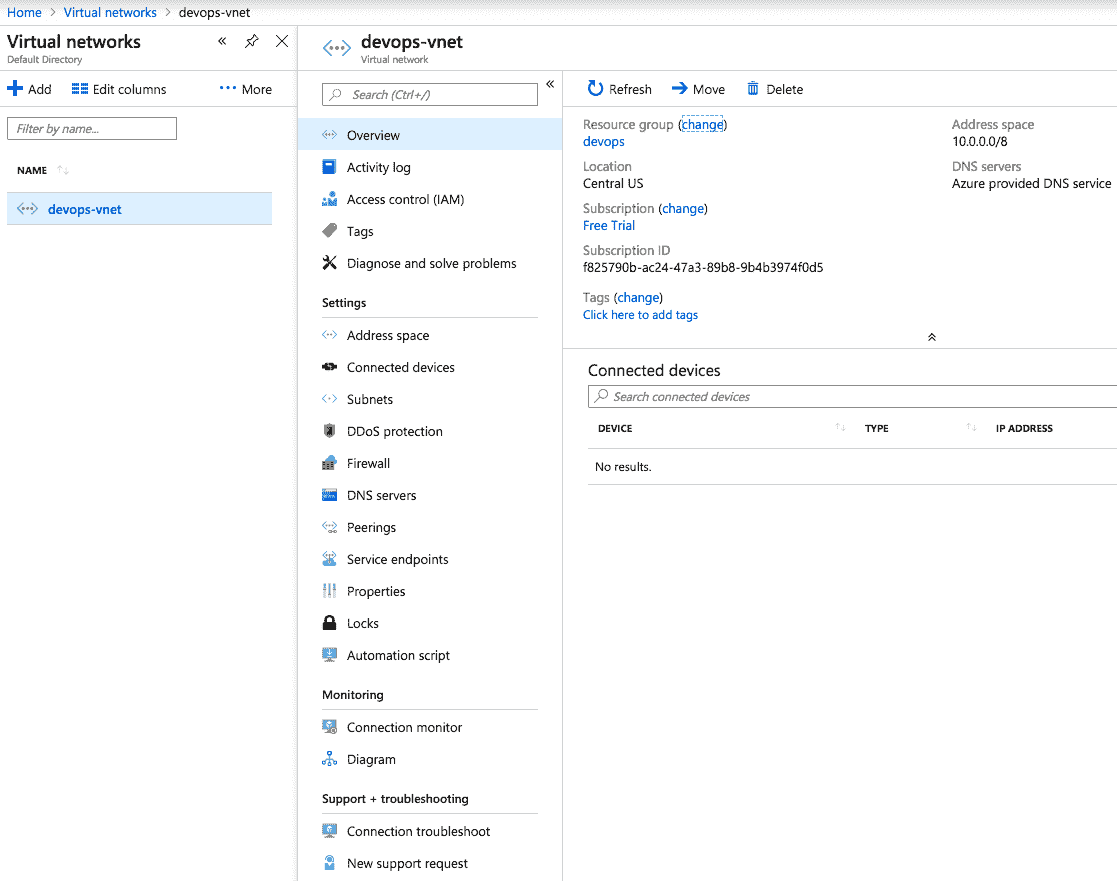 Home > Virtual networks > devops-vnet
Virtual networks
Default Directory
Add Edit columns ··· More
Filter by name...
NAME
devops-vnet
devops-vnet
Virtual network
Search (Ctrl+/)
Overview
Activity log
Access control (IAM)
Tags
Diagnose and solve problems
Settings
Address space
Connected devices
Subnets
DDoS protection
Firewall
DNS servers
Peerings
Service endpoints
Properties
Locks
Automation script
Monitoring
Connection monitor
Diagram
Support + troubleshooting
Connection troubleshoot
New support request
Refresh Move Delete
Resource group (change)
devops
Location
Central US
Subscription (change)
Free Trial
Subscription ID
f825790b-ac24-47a3-89b8-9b4b3974f0d5
Tags (change)
Click here to add tags
Address space
10.0.0.0/8
DNS servers
Azure provided DNS service
Connected devices
Search connected devices
DEVICE TYPE IP ADDRESS
No results.